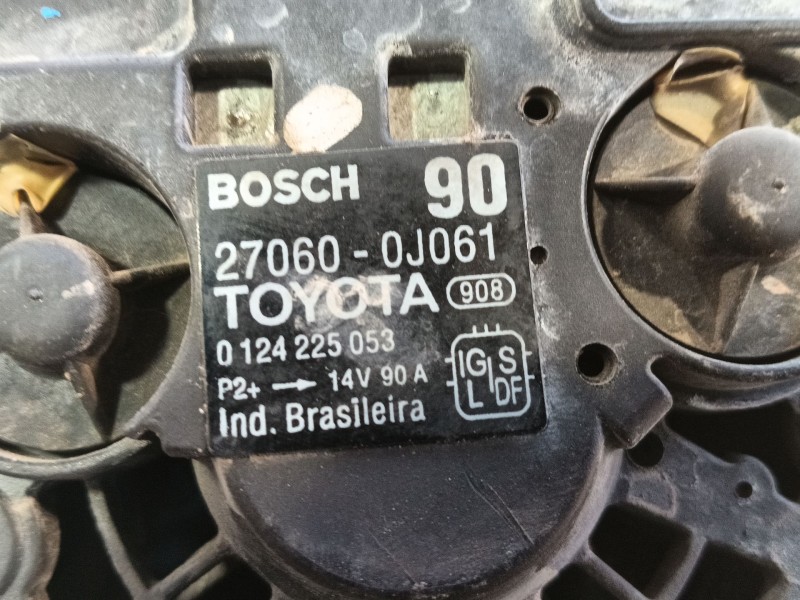 BOSCH 90
27060 - 0J061
TOYOTA 908
0 124 225 053
P2+ → 14V 90 A
IG S
L DF
Ind. Brasileira